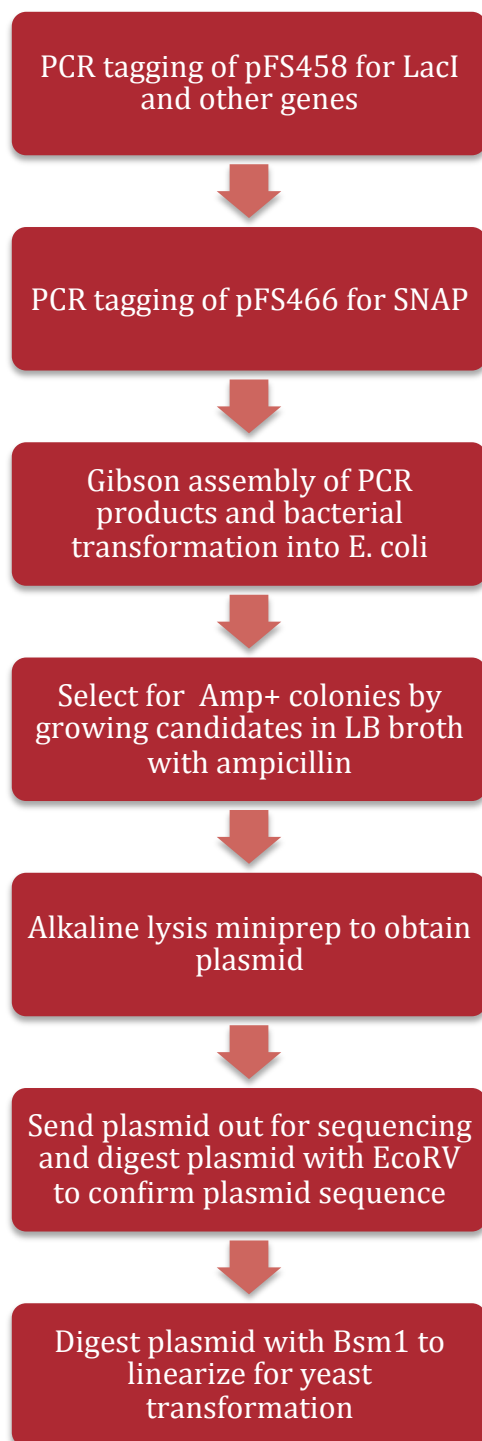 PCR tagging of pFS458 for LacI
and other genes
PCR tagging of pFS466 for SNAP
Gibson assembly of PCR
products and bacterial
transformation into E. coli
Select for Amp+ colonies by
growing candidates in LB broth
with ampicillin
Alkaline lysis miniprep to obtain
plasmid
Send plasmid out for sequencing
and digest plasmid with EcoRV
to confirm plasmid sequence
Digest plasmid with Bsm1 to
linearize for yeast
transformation